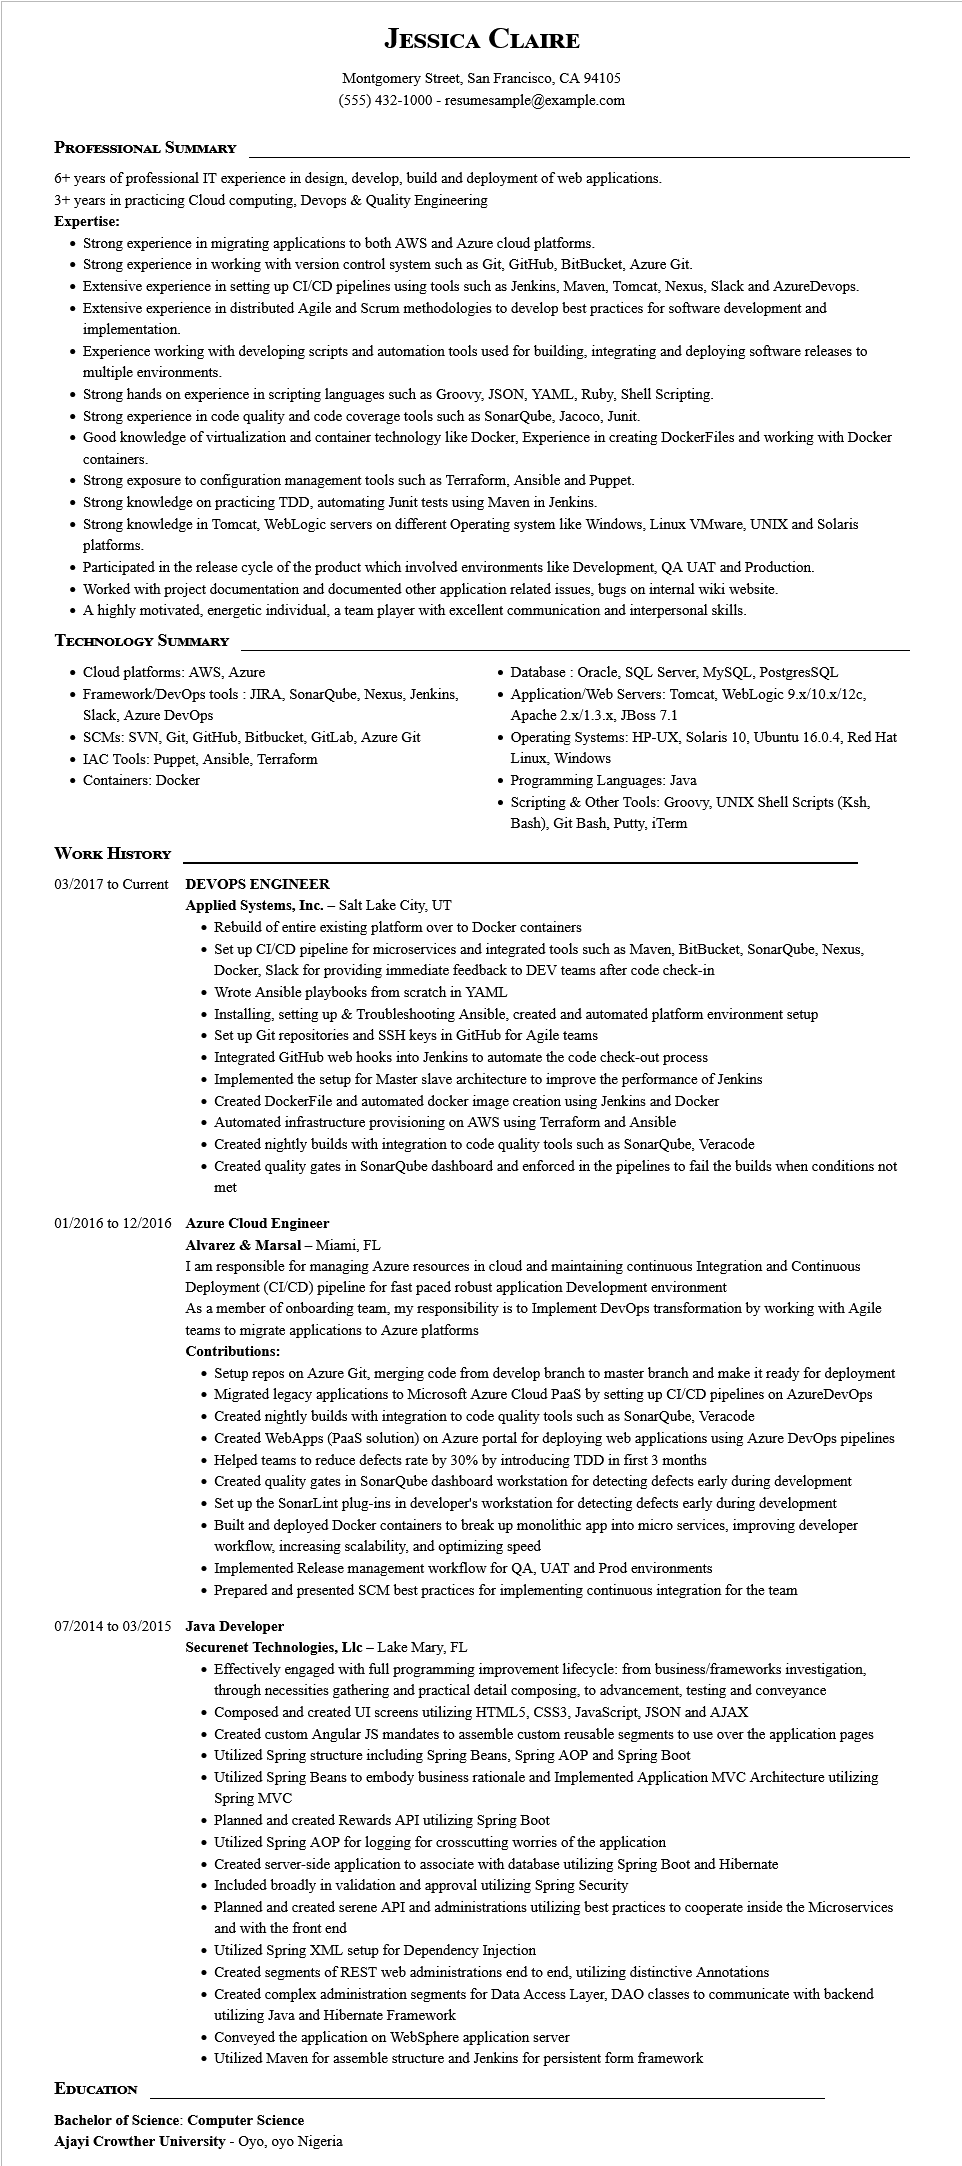 Jessica Claire
Montgomery Street, San Francisco, CA 94105
(555) 432-1000 - resumesample@example.com
Professional Summary
6+ years of professional IT experience in design, develop, build and deployment of web applications.
3+ years in practicing Cloud computing, Devops & Quality Engineering
Expertise:
• Strong experience in migrating applications to both AWS and Azure cloud platforms.
• Strong experience in working with version control system such as Git, GitHub, BitBucket, Azure Git.
• Extensive experience in setting up CI/CD pipelines using tools such as Jenkins, Maven, Tomcat, Nexus, Slack and AzureDevops.
• Extensive experience in distributed Agile and Scrum methodologies to develop best practices for software development and
implementation.
• Experience working with developing scripts and automation tools used for building, integrating and deploying software releases to
multiple environments.
• Strong hands on experience in scripting languages such as Groovy, JSON, YAML, Ruby, Shell Scripting.
• Strong experience in code quality and code coverage tools such as SonarQube, Jacoco, Junit.
• Good knowledge of virtualization and container technology like Docker, Experience in creating DockerFiles and working with Docker
containers.
• Strong exposure to configuration management tools such as Terraform, Ansible and Puppet.
• Strong knowledge on practicing TDD, automating Junit tests using Maven in Jenkins.
• Strong knowledge in Tomcat, WebLogic servers on different Operating system like Windows, Linux VMware, UNIX and Solaris
platforms.
• Participated in the release cycle of the product which involved environments like Development, QA UAT and Production.
• Worked with project documentation and documented other application related issues, bugs on internal wiki website.
• A highly motivated, energetic individual, a team player with excellent communication and interpersonal skills.
Technology Summary
• Cloud platforms: AWS, Azure
• Framework/DevOps tools : JIRA, SonarQube, Nexus, Jenkins,
Slack, Azure DevOps
• SCMs: SVN, Git, GitHub, Bitbucket, GitLab, Azure Git
• IAC Tools: Puppet, Ansible, Terraform
• Containers: Docker
• Database : Oracle, SQL Server, MySQL, PostgresSQL
• Application/Web Servers: Tomcat, WebLogic 9.x/10.x/12c,
Apache 2.x/1.3.x, JBoss 7.1
• Operating Systems: HP-UX, Solaris 10, Ubuntu 16.0.4, Red Hat
Linux, Windows
• Programming Languages: Java
• Scripting & Other Tools: Groovy, UNIX Shell Scripts (Ksh,
Bash), Git Bash, Putty, iTerm
Work History
03/2017 to Current DEVOPS ENGINEER
Applied Systems, Inc. – Salt Lake City, UT
• Rebuild of entire existing platform over to Docker containers
• Set up CI/CD pipeline for microservices and integrated tools such as Maven, BitBucket, SonarQube, Nexus,
Docker, Slack for providing immediate feedback to DEV teams after code check-in
• Wrote Ansible playbooks from scratch in YAML
• Installing, setting up & Troubleshooting Ansible, created and automated platform environment setup
• Set up Git repositories and SSH keys in GitHub for Agile teams
• Integrated GitHub web hooks into Jenkins to automate the code check-out process
• Implemented the setup for Master slave architecture to improve the performance of Jenkins
• Created DockerFile and automated docker image creation using Jenkins and Docker
• Automated infrastructure provisioning on AWS using Terraform and Ansible
• Created nightly builds with integration to code quality tools such as SonarQube, Veracode
• Created quality gates in SonarQube dashboard and enforced in the pipelines to fail the builds when conditions not
met
01/2016 to 12/2016 Azure Cloud Engineer
Alvarez & Marsal – Miami, FL
I am responsible for managing Azure resources in cloud and maintaining continuous Integration and Continuous
Deployment (CI/CD) pipeline for fast paced robust application Development environment
As a member of onboarding team, my responsibility is to Implement DevOps transformation by working with Agile
teams to migrate applications to Azure platforms
Contributions:
• Setup repos on Azure Git, merging code from develop branch to master branch and make it ready for deployment
• Migrated legacy applications to Microsoft Azure Cloud PaaS by setting up CI/CD pipelines on AzureDevOps
• Created nightly builds with integration to code quality tools such as SonarQube, Veracode
• Created WebApps (PaaS solution) on Azure portal for deploying web applications using Azure DevOps pipelines
• Helped teams to reduce defects rate by 30% by introducing TDD in first 3 months
• Created quality gates in SonarQube dashboard workstation for detecting defects early during development
• Set up the SonarLint plug-ins in developer's workstation for detecting defects early during development
• Built and deployed Docker containers to break up monolithic app into micro services, improving developer
workflow, increasing scalability, and optimizing speed
• Implemented Release management workflow for QA, UAT and Prod environments
• Prepared and presented SCM best practices for implementing continuous integration for the team
07/2014 to 03/2015 Java Developer
Securenet Technologies, Llc – Lake Mary, FL
• Effectively engaged with full programming improvement lifecycle: from business/frameworks investigation,
through necessities gathering and practical detail composing, to advancement, testing and conveyance
• Composed and created UI screens utilizing HTML5, CSS3, JavaScript, JSON and AJAX
• Created custom Angular JS mandates to assemble custom reusable segments to use over the application pages
• Utilized Spring structure including Spring Beans, Spring AOP and Spring Boot
• Utilized Spring Beans to embody business rationale and Implemented Application MVC Architecture utilizing
Spring MVC
• Planned and created Rewards API utilizing Spring Boot
• Utilized Spring AOP for logging for crosscutting worries of the application
• Created server-side application to associate with database utilizing Spring Boot and Hibernate
• Included broadly in validation and approval utilizing Spring Security
• Planned and created serene API and administrations utilizing best practices to cooperate inside the Microservices
and with the front end
• Utilized Spring XML setup for Dependency Injection
• Created segments of REST web administrations end to end, utilizing distinctive Annotations
• Created complex administration segments for Data Access Layer, DAO classes to communicate with backend
utilizing Java and Hibernate Framework
• Conveyed the application on WebSphere application server
• Utilized Maven for assemble structure and Jenkins for persistent form framework
Education
Bachelor of Science: Computer Science
Ajayi Crowther University - Oyo, oyo Nigeria